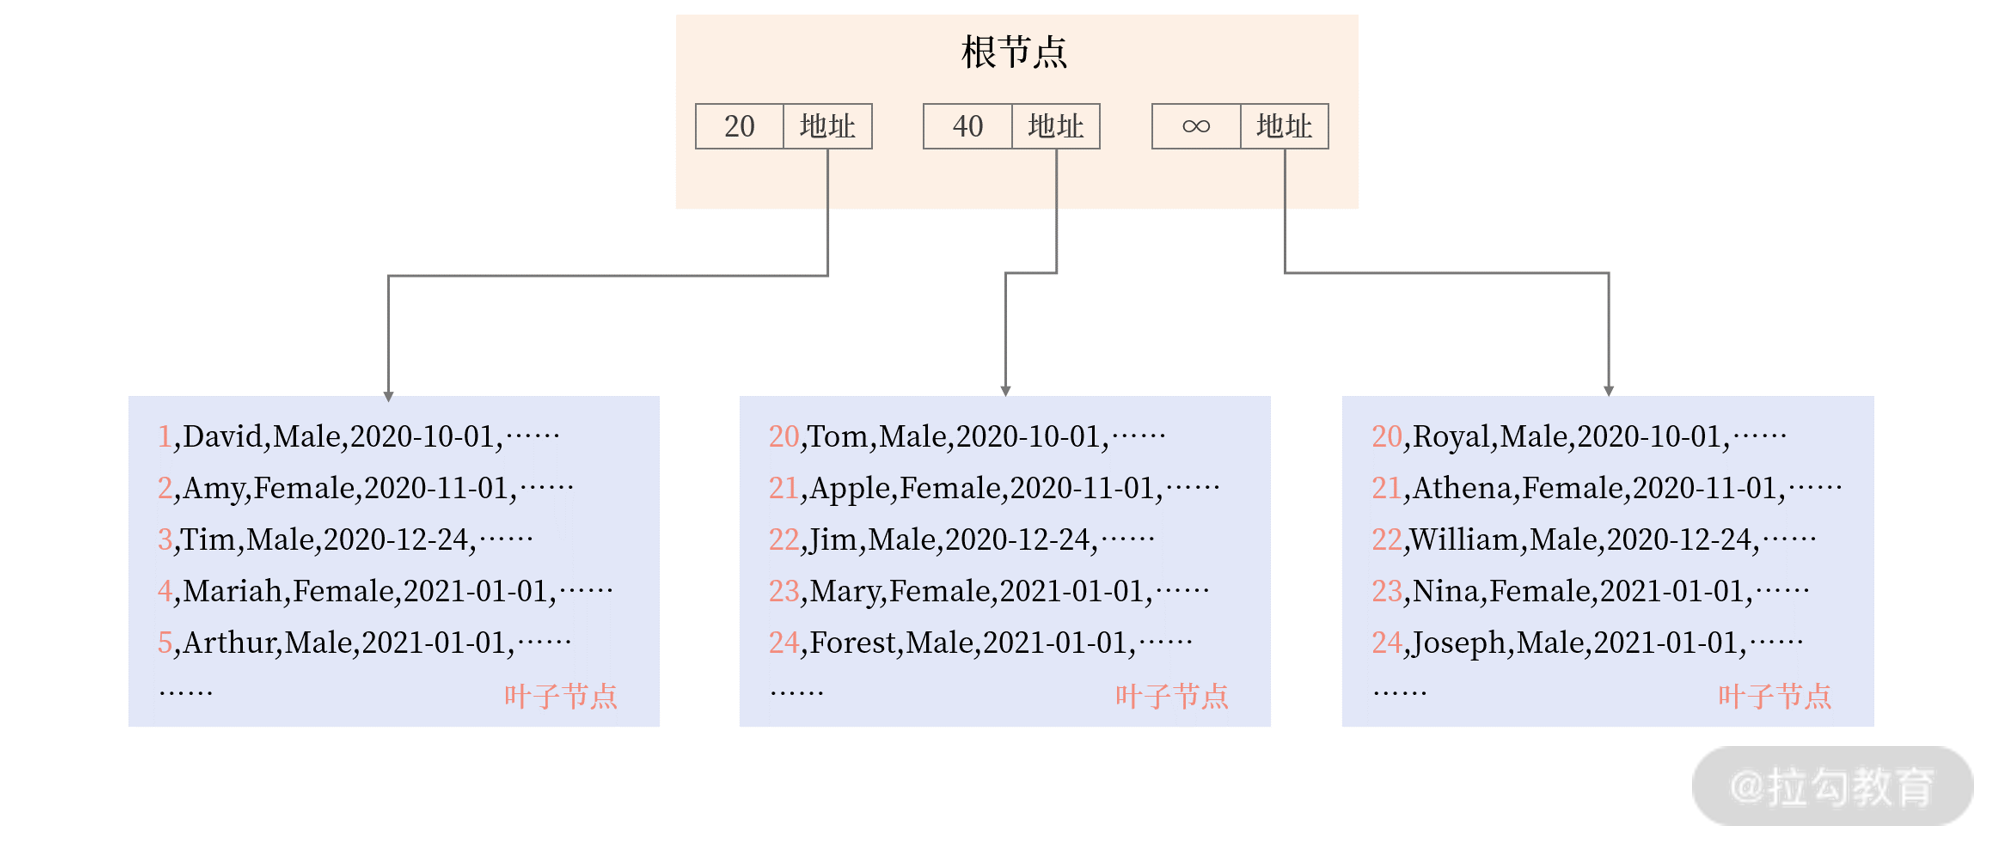 根节点
20 地址 40 地址 ∞ 地址
1,David,Male,2020-10-01,……
2,Amy,Female,2020-11-01,……
3,Tim,Male,2020-12-24,……
4,Mariah,Female,2021-01-01,……
5,Arthur,Male,2021-01-01,……
…… 叶子节点
20,Tom,Male,2020-10-01,……
21,Apple,Female,2020-11-01,……
22,Jim,Male,2020-12-24,……
23,Mary,Female,2021-01-01,……
24,Forest,Male,2021-01-01,……
…… 叶子节点
20,Royal,Male,2020-10-01,……
21,Athena,Female,2020-11-01,……
22,William,Male,2020-12-24,……
23,Nina,Female,2021-01-01,……
24,Joseph,Male,2021-01-01,……
…… 叶子节点
@拉勾教育